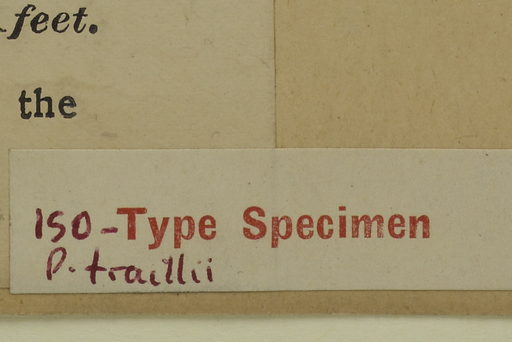 feet.
the
ISO-Type Specimen
P. traillii